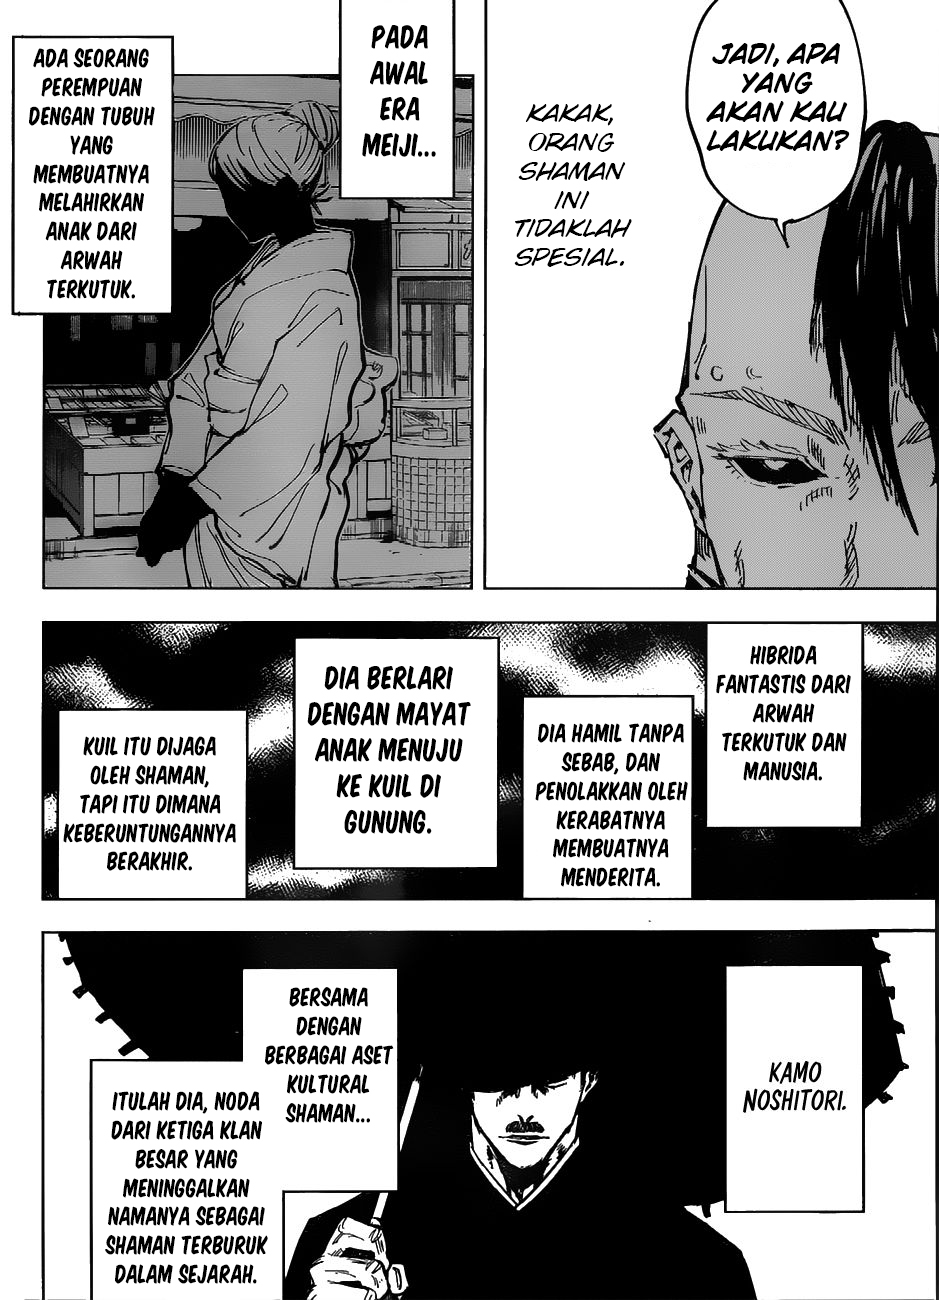 JADI, APA
YANG
AKAN KAU
LAKUKAN?
KAKAK,
ORANG
SHAMAN
INI
TIDAKLAH
SPESIAL.
PADA
AWAL
ERA
MEIJI...
ADA SEORANG
PEREMPUAN
DENGAN TUBUH
YANG
MEMBUATNYA
MELAHIRKAN
ANAK DARI
ARWAH
TERKUTUK.
HIBRIDA
FANTASTIS DARI
ARWAH
TERKUTUK DAN
MANUSIA.
DIA HAMIL TANPA
SEBAB, DAN
PENOLAKKAN OLEH
KERABATNYA
MEMBUATNYA
MENDERITA.
DIA BERLARI
DENGAN MAYAT
ANAK MENUJU
KE KUIL DI
GUNUNG.
KUIL ITU DIJAGA
OLEH SHAMAN,
TAPI ITU DIMANA
KEBERUNTUNGANNYA
BERAKHIR.
KAMO
NOSHITORI.
BERSAMA
DENGAN
BERBAGAI ASET
KULTURAL
SHAMAN...
ITULAH DIA, NODA
DARI KETIGA KLAN
BESAR YANG
MENINGGALKAN
NAMANYA SEBAGAI
SHAMAN TERBURUK
DALAM SEJARAH.